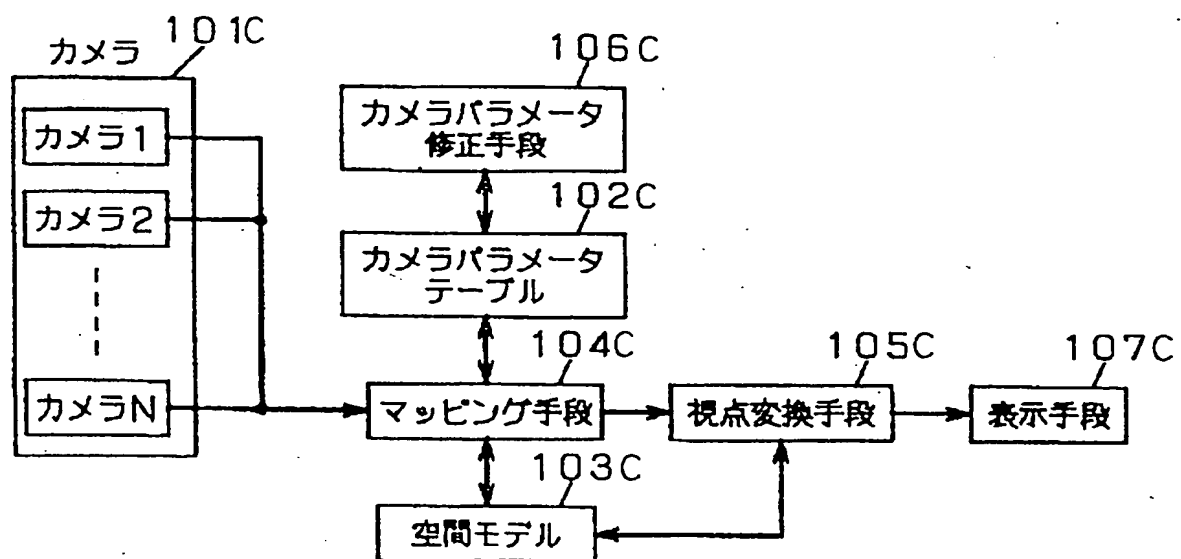 カメラ
101C
カメラ1
カメラ2
カメラN
106C
カメラパラメータ
修正手段
102C
カメラパラメータ
テーブル
104C
マッピング手段
105C
視点変換手段
107C
表示手段
103C
空間モデル